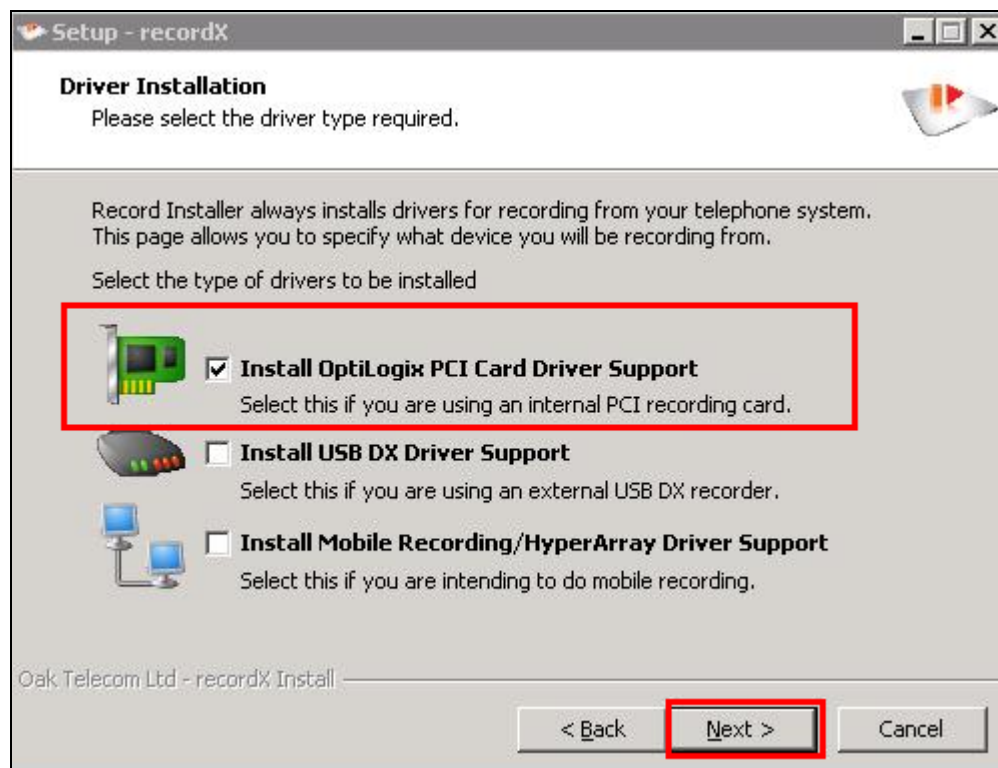 Setup - recordX
Driver Installation
Please select the driver type required.
Record Installer always installs drivers for recording from your telephone system.
This page allows you to specify what device you will be recording from.
Select the type of drivers to be installed
Install OptiLogix PCI Card Driver Support
Select this if you are using an internal PCI recording card.
Install USB DX Driver Support
Select this if you are using an external USB DX recorder.
Install Mobile Recording/HyperArray Driver Support
Select this if you are intending to do mobile recording.
Oak Telecom Ltd - recordX Install
< Back
Next >
Cancel